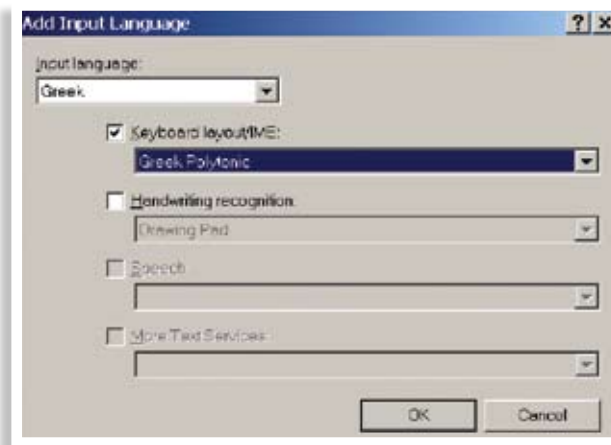 Add Input Language
Input language:
Greek
Keyboard layout/IME:
Greek Polytonic
Handwriting recognition
Drawing Pad
Speech
More Text Services
OK Cancel